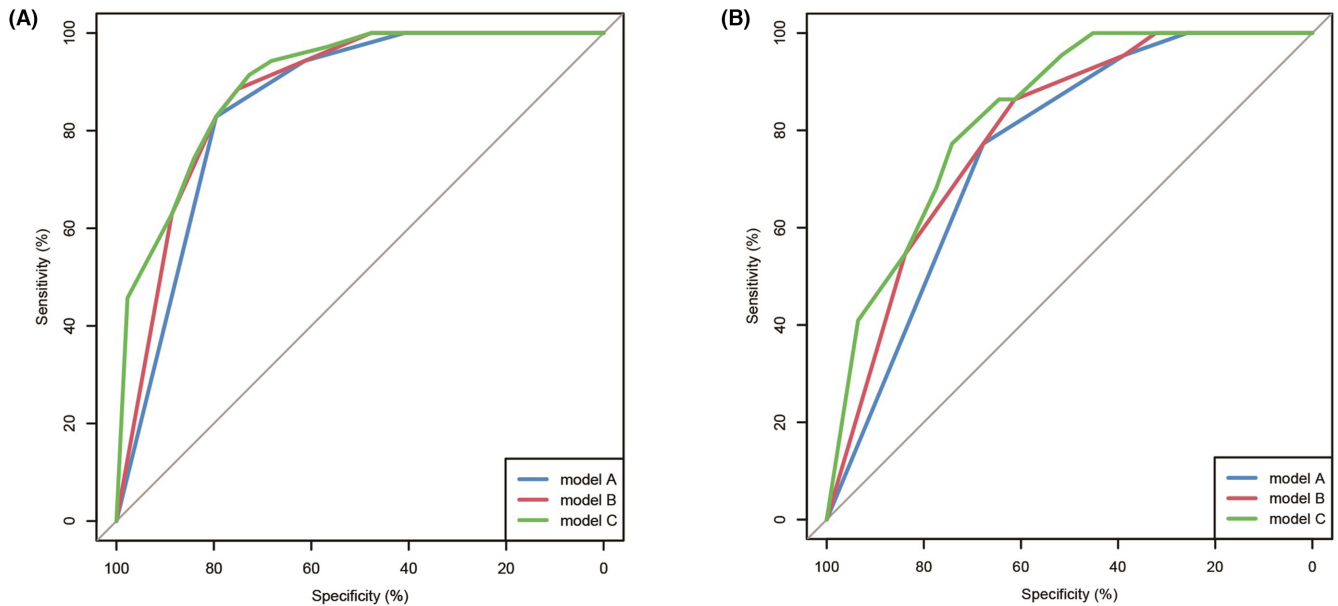 (A)
100
80
60
40
20
0
Sensitivity (%)
100 80 60 40 20 0
Specificity (%)
model A
model B
model C
(B)
100
80
60
40
20
0
Sensitivity (%)
100 80 60 40 20 0
Specificity (%)
model A
model B
model C